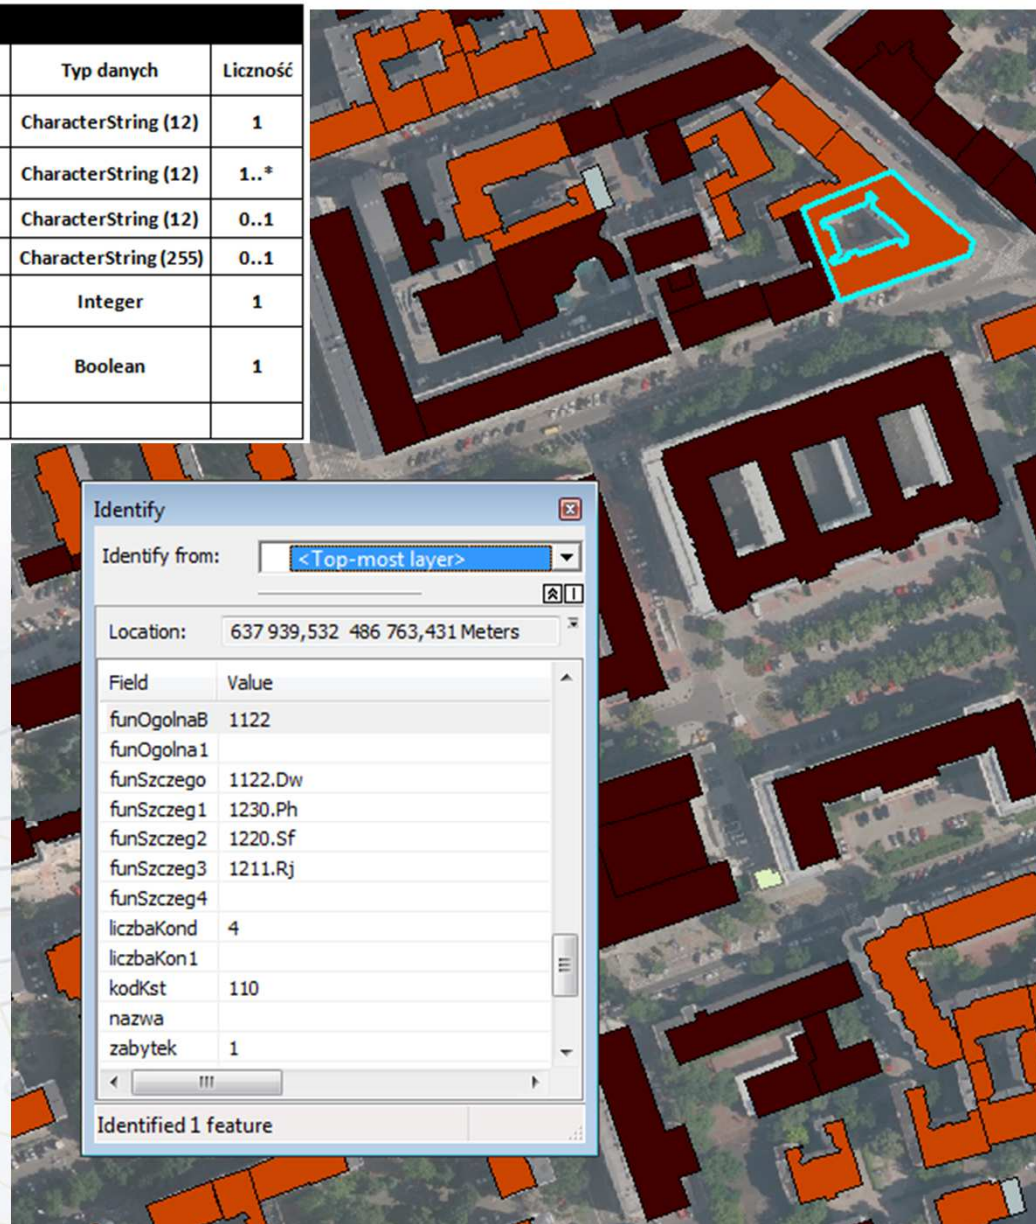 Typ danych Liczność
CharacterString (12) 1
CharacterString (12) 1..*
CharacterString (12) 0..1
CharacterString (255) 0..1
Integer 1
Boolean 1
Identify
Identify from: <Top-most layer>
Location: 637 939,532 486 763,431 Meters
Field Value
funOgolnaB 1122
funOgolna1
funSzczego 1122.Dw
funSzczeg1 1230.Ph
funSzczeg2 1220.Sf
funSzczeg3 1211.Rj
funSzczeg4
liczbaKond 4
liczbaKon1
kodKst 110
nazwa
zabytek 1
Identified 1 feature